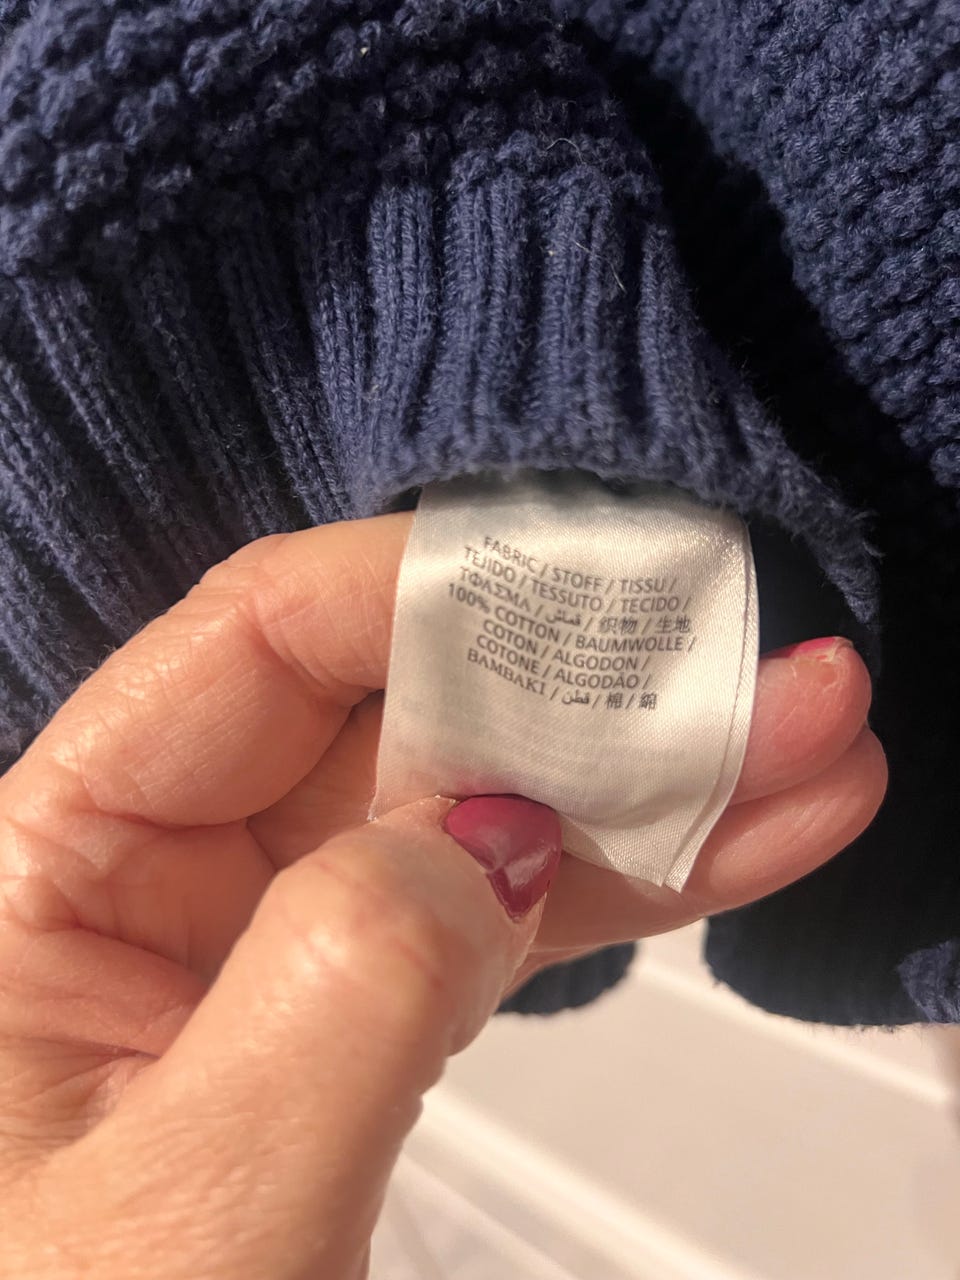 FABRIC / STOFF / TISSU /
TEJIDO / TESSUTO / TECIDO /
ΤΦΑΣΜΑ / قماش / 织物 / 生地
100% COTTON / BAUMWOLLE /
COTON / ALGODON /
COTONE / ALGODÃO /
BAMBAKI / قطن / 棉 / 綿